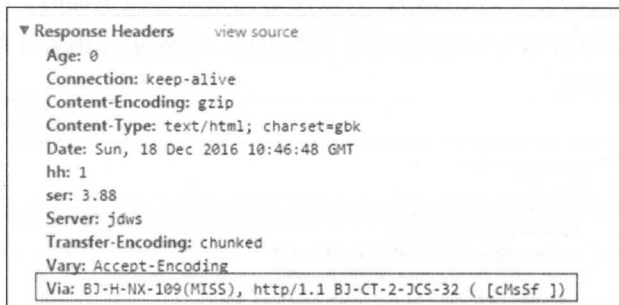 ▼ Response Headers view source
Age: 0
Connection: keep-alive
Content-Encoding: gzip
Content-Type: text/html; charset=gbk
Date: Sun, 18 Dec 2016 10:46:48 GMT
hh: 1
ser: 3.88
Server: jdws
Transfer-Encoding: chunked
Vary: Accept-Encoding
Via: BJ-H-NX-109(MISS), http/1.1 BJ-CT-2-JCS-32 ( [cMsSf ])